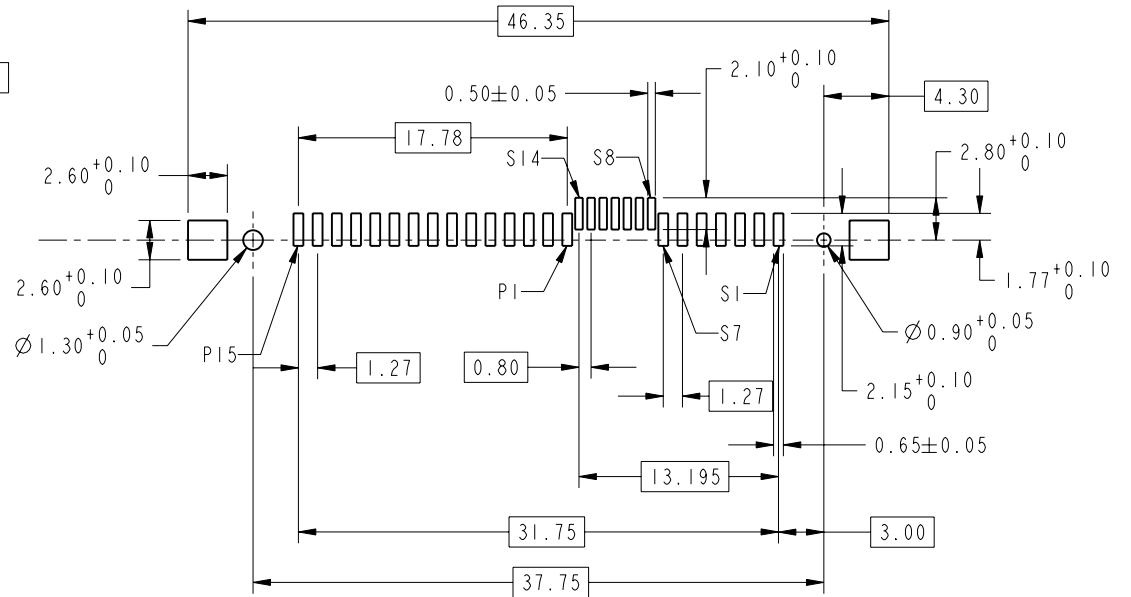 46.35
2.10 +0.10 0
0.50±0.05
4.30
17.78
S14
S8
2.80 +0.10 0
2.60 +0.10 0
2.60 +0.10 0
P1
S1
1.77 +0.10 0
S7
Ø1.30 +0.05 0
Ø0.90 +0.05 0
P15
1.27
0.80
1.27
2.15 +0.10 0
0.65±0.05
13.195
31.75
3.00
37.75